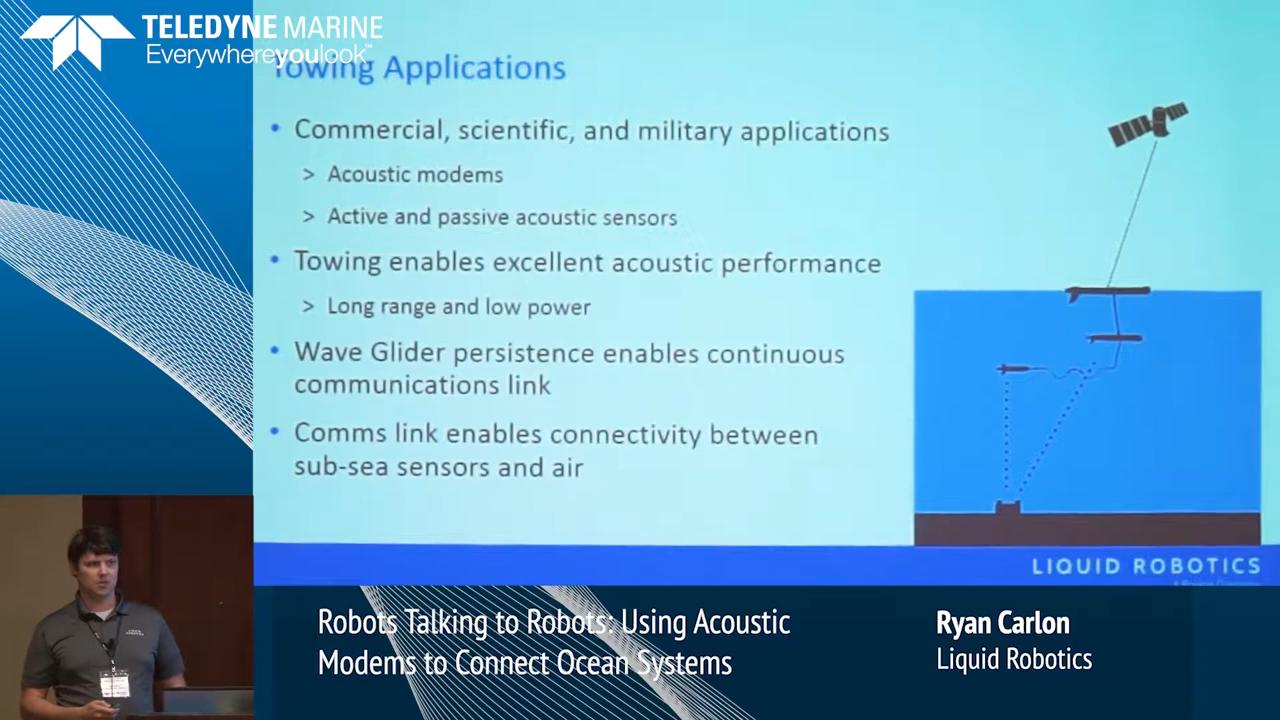 TELEDYNE MARINE
Everywhereyoulook™
Towing Applications
• Commercial, scientific, and military applications
> Acoustic modems
> Active and passive acoustic sensors
• Towing enables excellent acoustic performance
> Long range and low power
• Wave Glider persistence enables continuous
communications link
• Comms link enables connectivity between
sub-sea sensors and air
LIQUID ROBOTICS
Robots Talking to Robots: Using Acoustic
Modems to Connect Ocean Systems
Ryan Carlon
Liquid Robotics